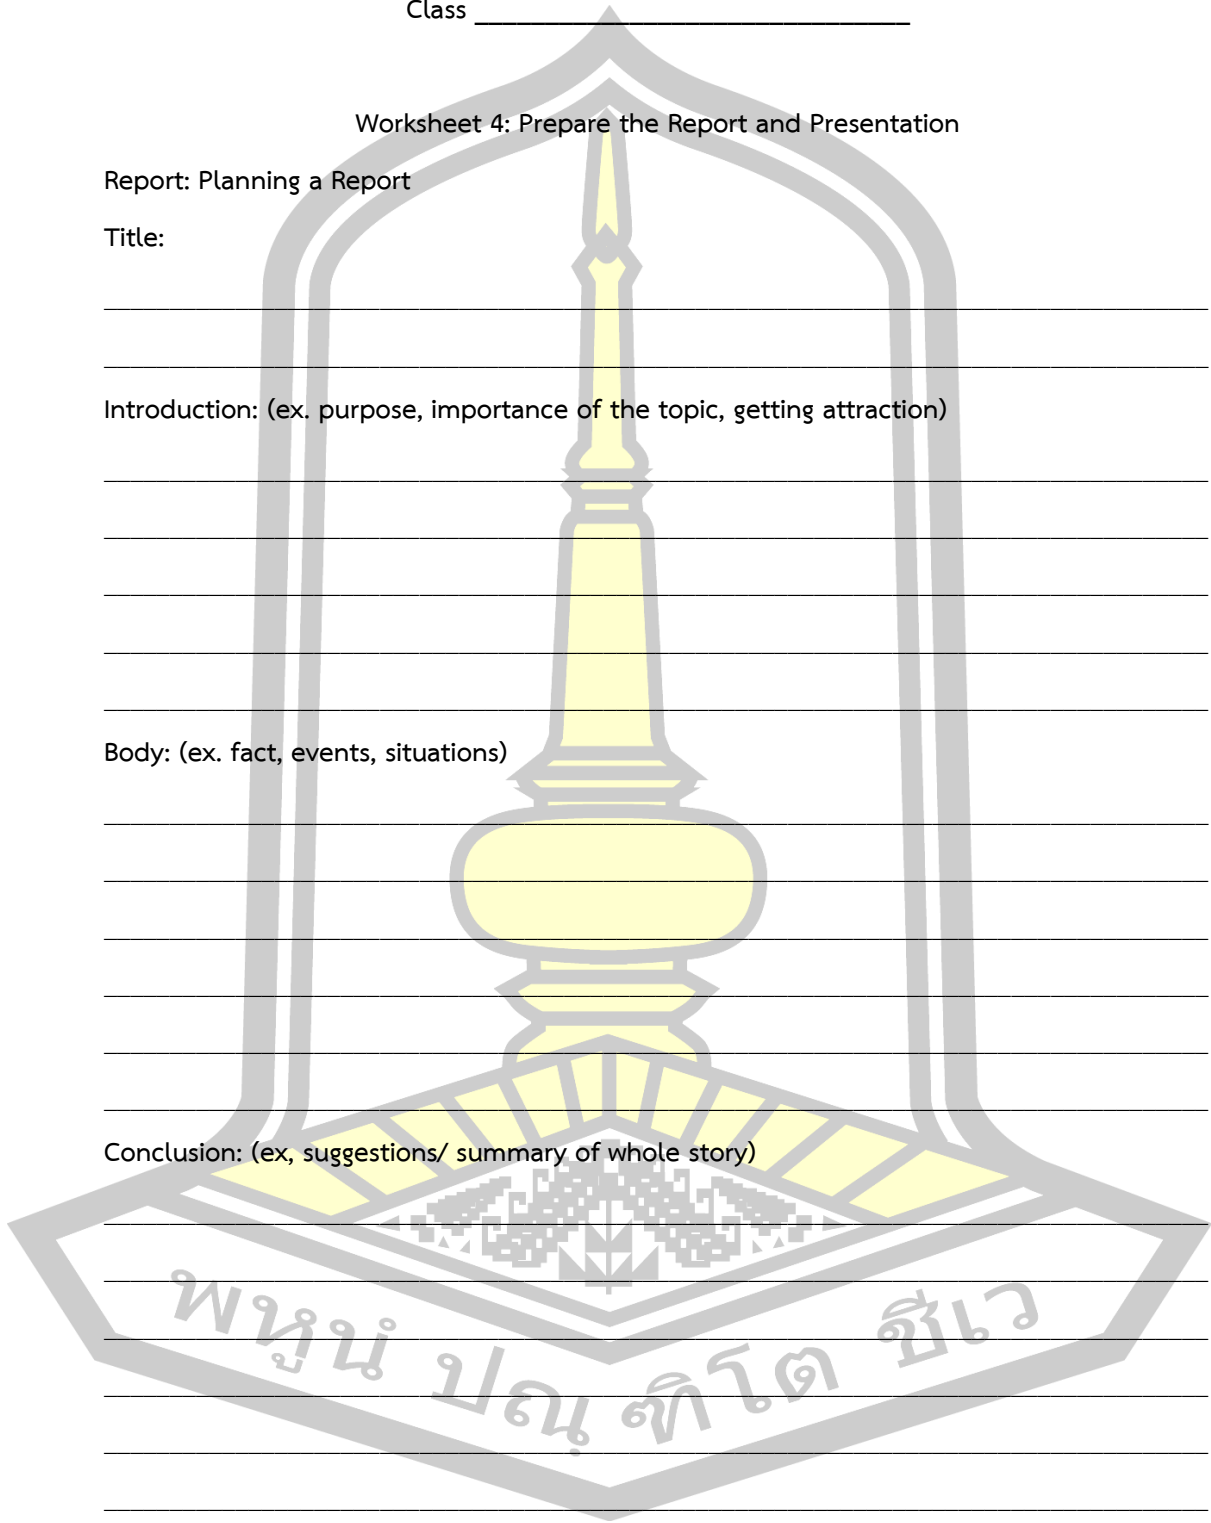 Class ________________________________
Worksheet 4: Prepare the Report and Presentation
Report: Planning a Report
Title:
Introduction: (ex. purpose, importance of the topic, getting attraction)
Body: (ex. fact, events, situations)
Conclusion: (ex, suggestions/ summary of whole story)
พหูนํ ปณฺฑิโต ชีเว